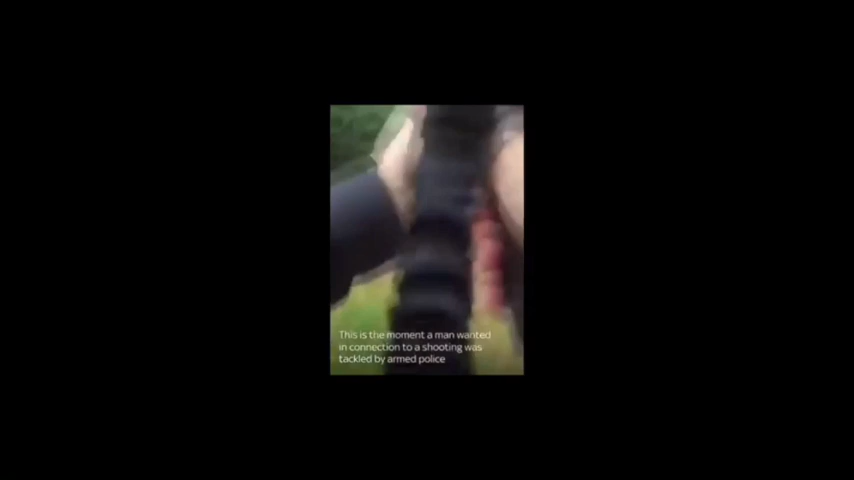 This is the moment a man wanted
in connection to a shooting was
tackled by armed police